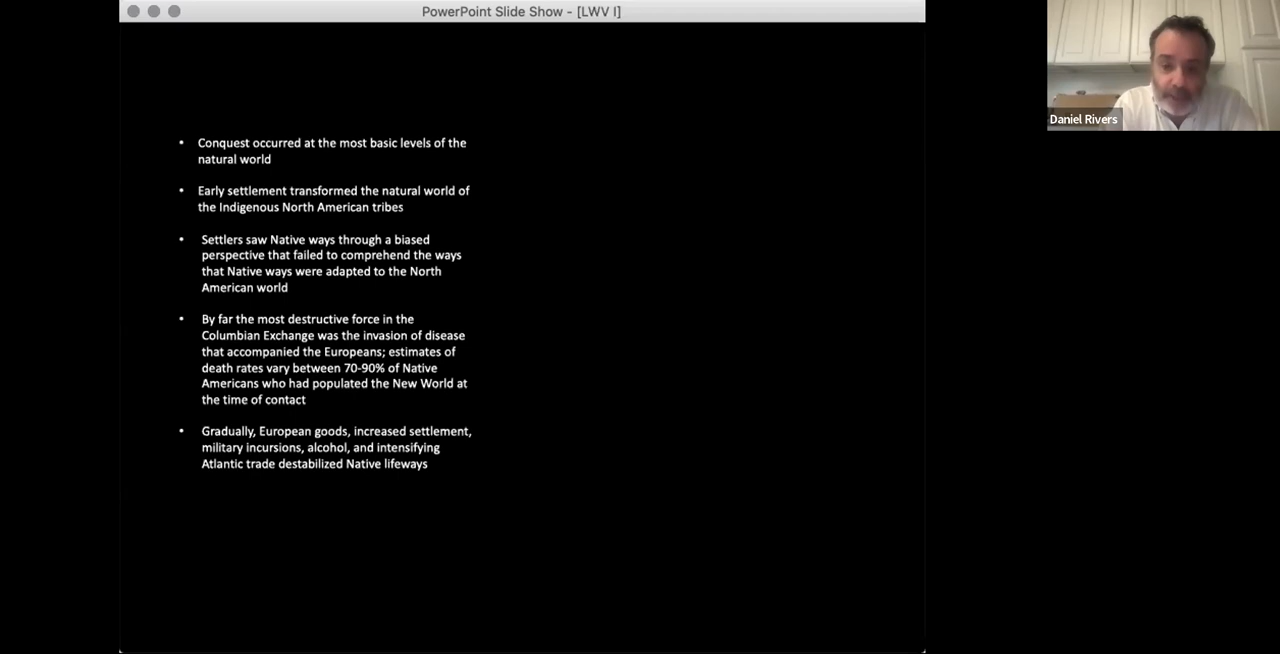 PowerPoint Slide Show - [LWV I]
Daniel Rivers
• Conquest occurred at the most basic levels of the
natural world
• Early settlement transformed the natural world of
the Indigenous North American tribes
• Settlers saw Native ways through a biased
perspective that failed to comprehend the ways
that Native ways were adapted to the North
American world
• By far the most destructive force in the
Columbian Exchange was the invasion of disease
that accompanied the Europeans; estimates of
death rates vary between 70-90% of Native
Americans who had populated the New World at
the time of contact
• Gradually, European goods, increased settlement,
military incursions, alcohol, and intensifying
Atlantic trade destabilized Native lifeways